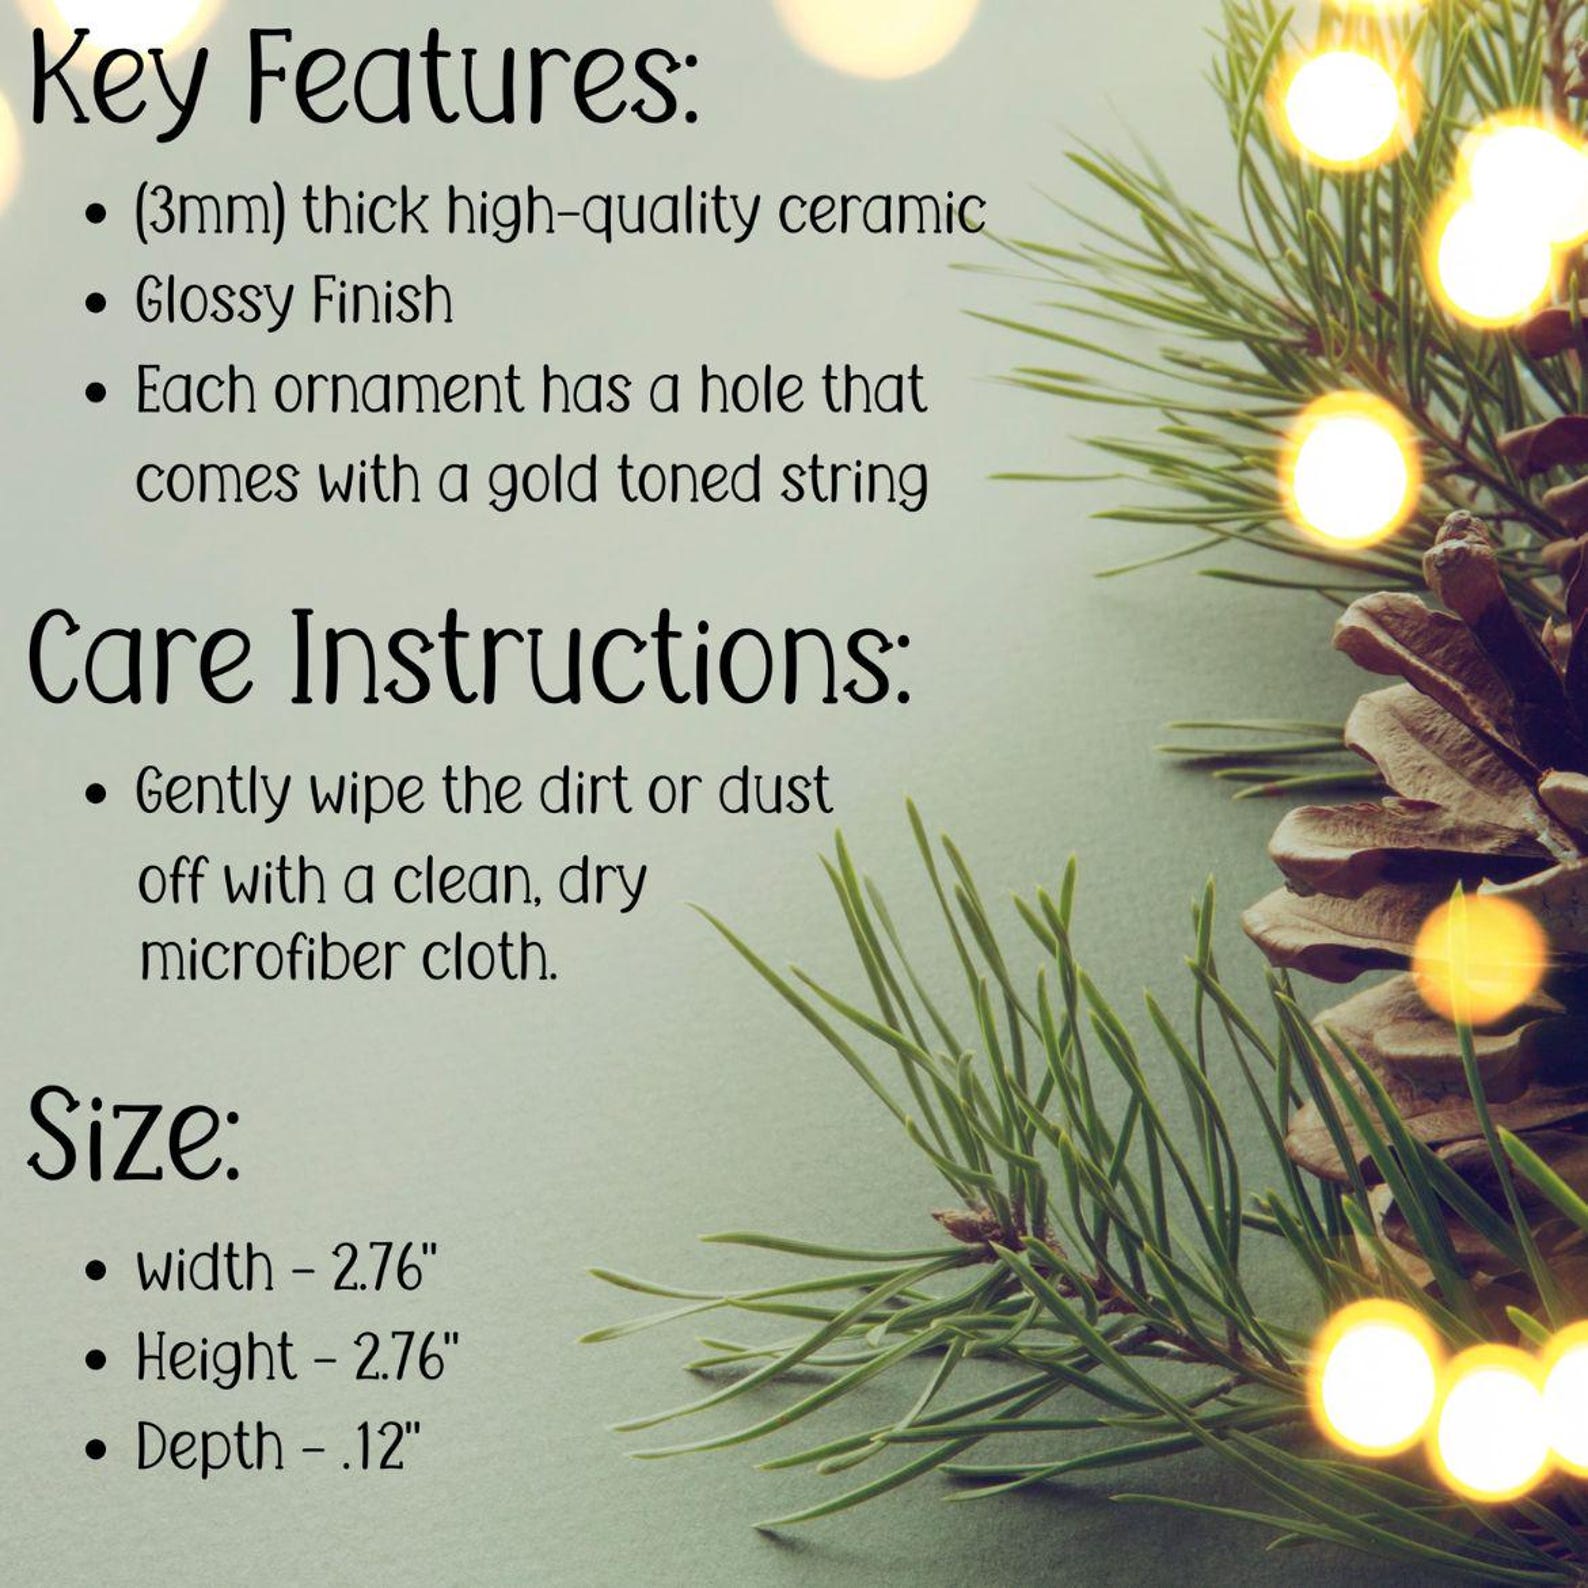 Key Features:
• (3mm) thick high-quality ceramic
• Glossy Finish
• Each ornament has a hole that
comes with a gold toned string
Care Instructions:
• Gently wipe the dirt or dust
off with a clean, dry
microfiber cloth.
Size:
• width - 2.76"
• Height - 2.76"
• Depth - .12"